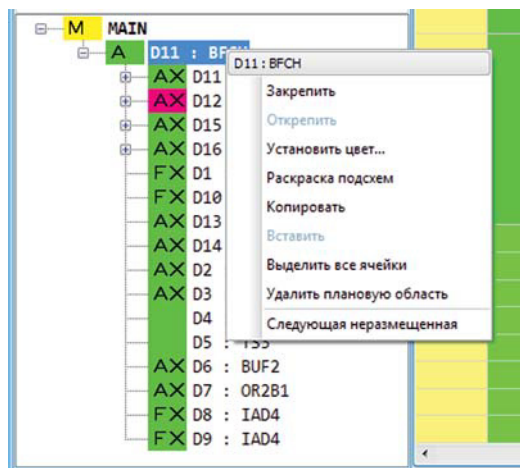 M MAIN
A D11 : BFCH
D11 : BFCH
AX D11
AX D12
AX D15
AX D16
FX D1
FX D10
AX D13
AX D14
AX D2
AX D3
D4
D5 :
AX D6 : BUF2
AX D7 : OR2B1
FX D8 : IAD4
FX D9 : IAD4
Закрепить
Открепить
Установить цвет...
Раскраска подсхем
Копировать
Вставить
Выделить все ячейки
Удалить плановую область
Следующая неразмещенная